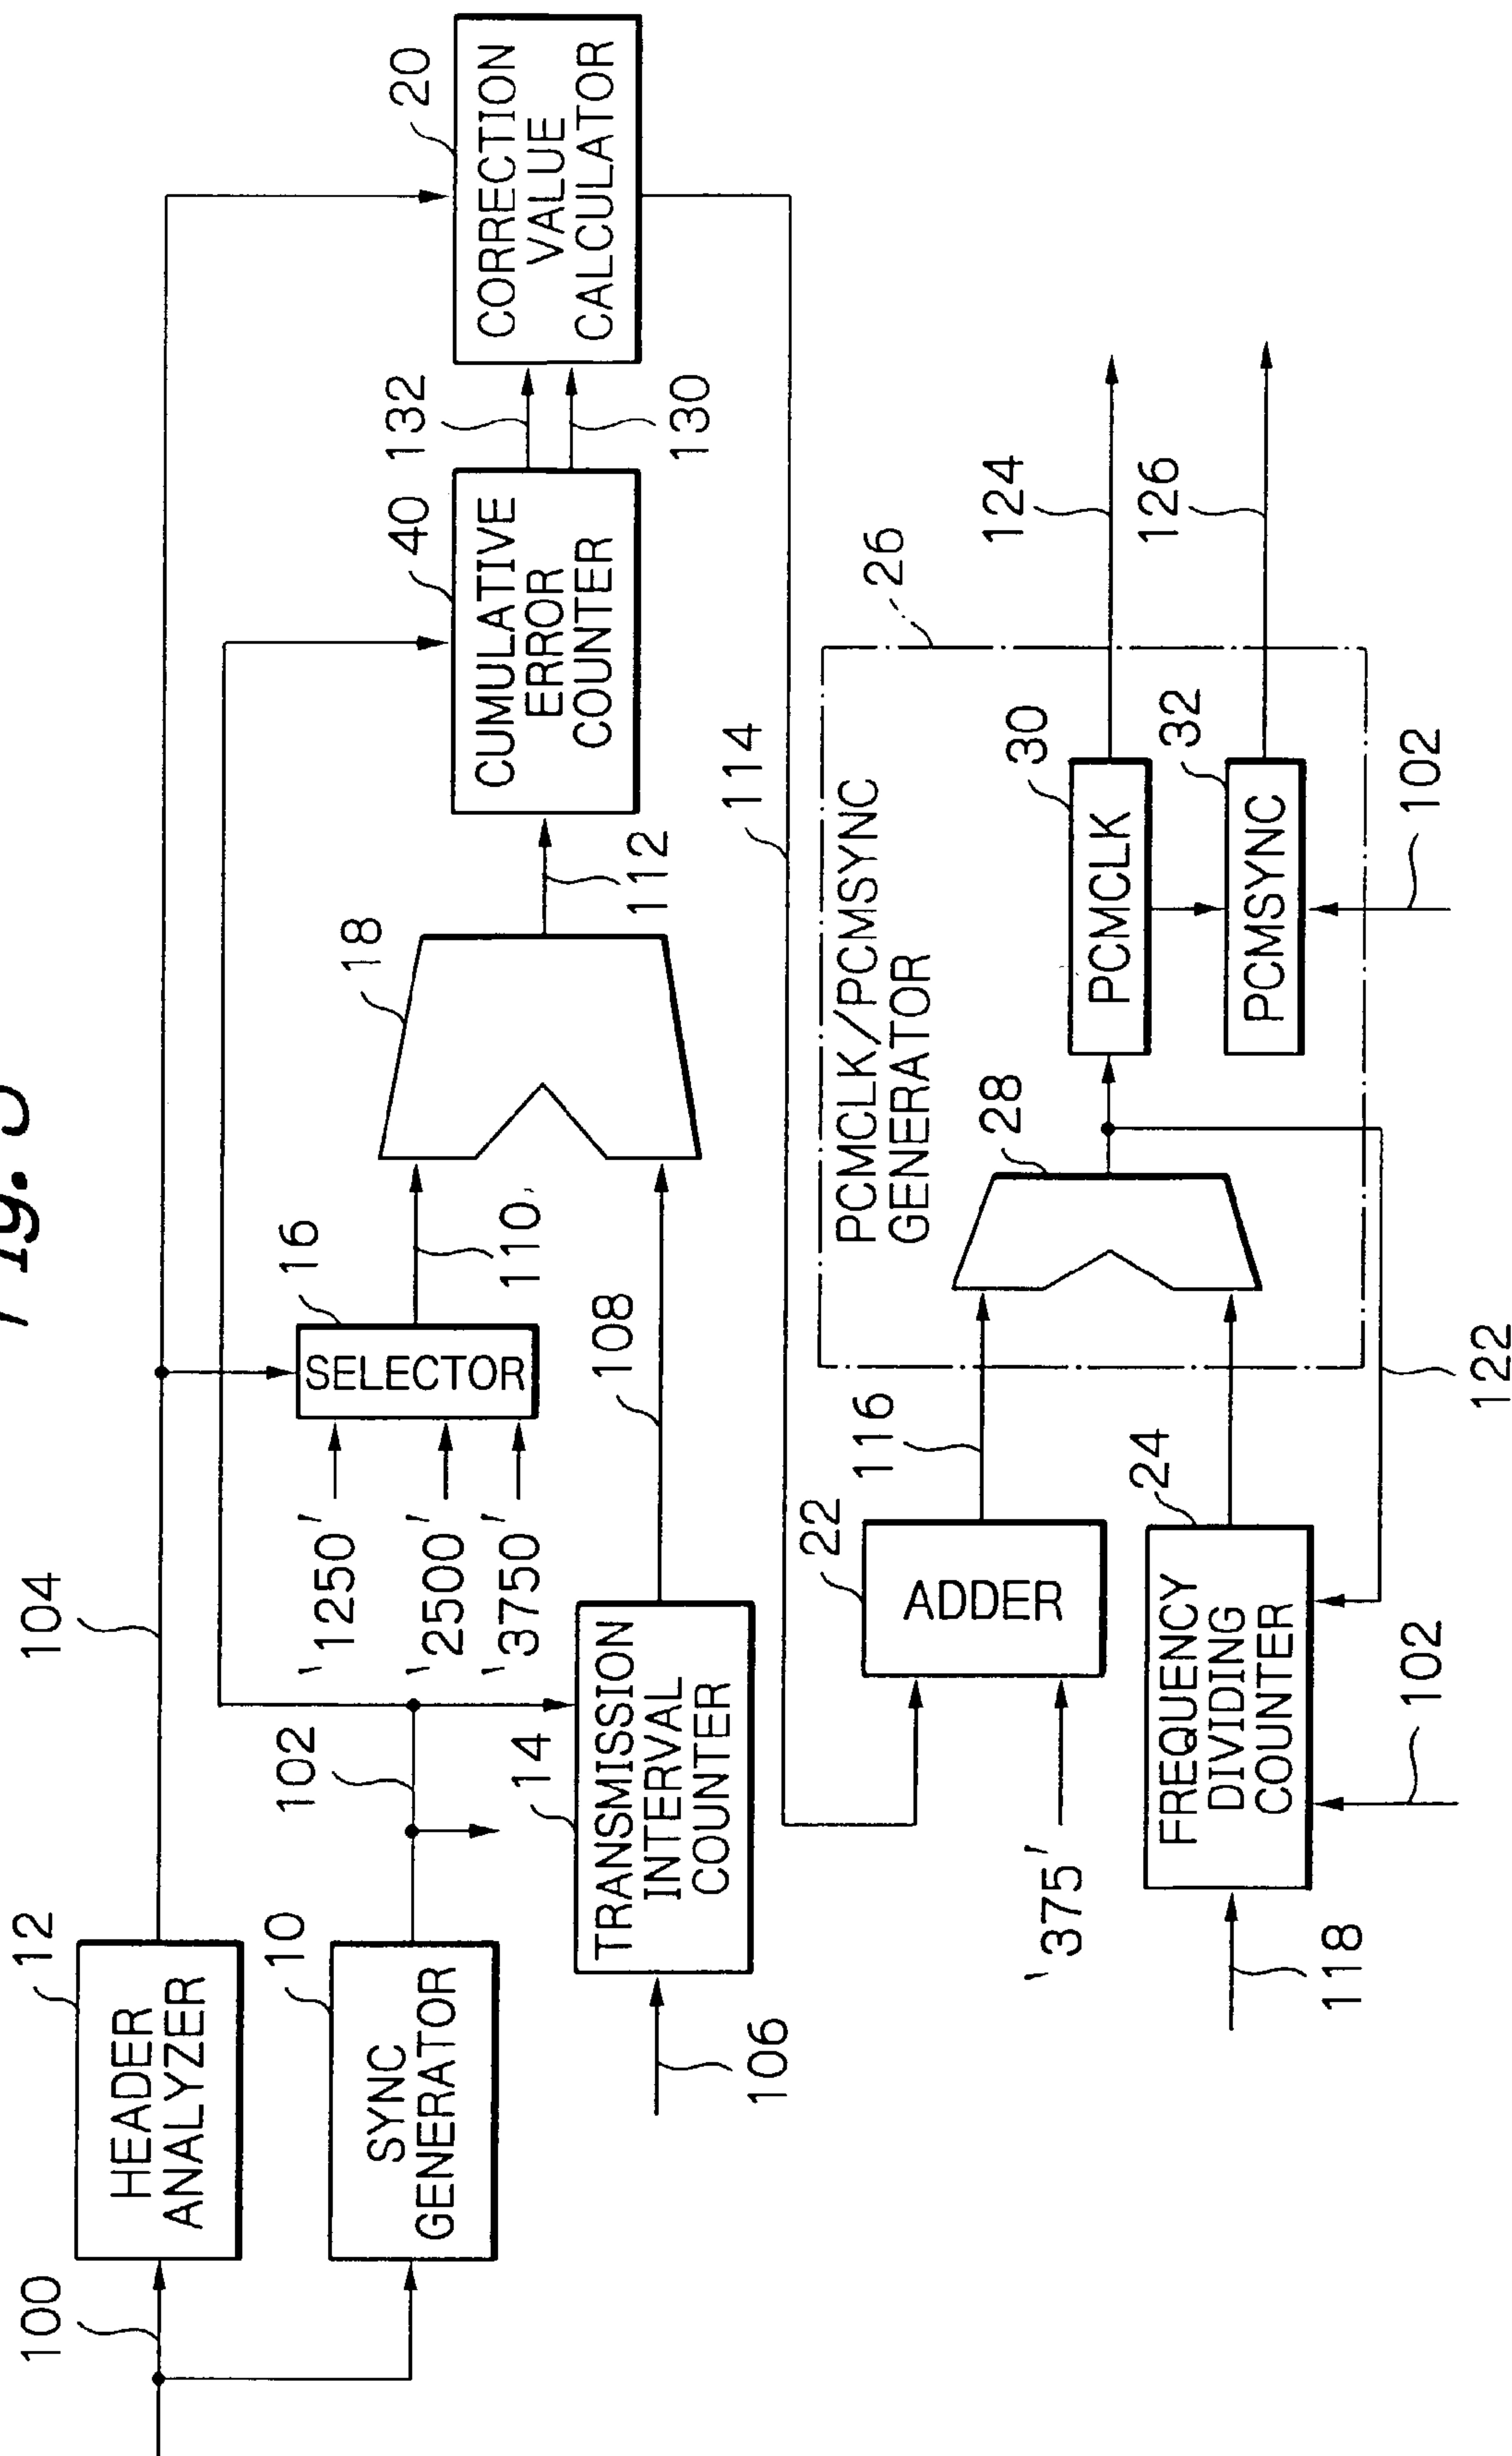 Fig.
100
12
HEADER
ANALYZER
104
10
SYNC
GENERATOR
102
14
TRANSMISSION
INTERVAL
COUNTER
106
108
'1250'
'2500'
'3750'
16
SELECTOR
110
18
112
40
CUMULATIVE
ERROR
COUNTER
132
130
20
CORRECTION
VALUE
CALCULATOR
114
22
ADDER
'375'
116
24
FREQUENCY
DIVIDING
COUNTER
118
102
122
26
PCMCLK/PCMSYNC
GENERATOR
28
30
PCMCLK
32
PCMSYNC
102
124
126